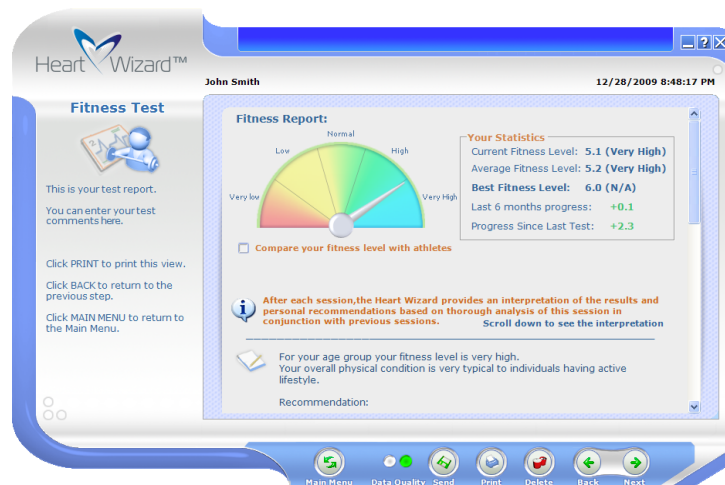 Heart Wizard™
John Smith
12/28/2009 8:48:17 PM
Fitness Test
This is your test report.
You can enter your test
comments here.
Click PRINT to print this view.
Click BACK to return to the
previous step.
Click MAIN MENU to return to
the Main Menu.
Fitness Report:
Normal
Low
High
Very low
Very High
Compare your fitness level with athletes
Your Statistics
Current Fitness Level: 5.1 (Very High)
Average Fitness Level: 5.2 (Very High)
Best Fitness Level: 6.0 (N/A)
Last 6 months progress: +0.1
Progress Since Last Test: +2.3
After each session,the Heart Wizard provides an interpretation of the results and
personal recommendations based on thorough analysis of this session in
conjunction with previous sessions. Scroll down to see the interpretation
For your age group your fitness level is very high.
Your overall physical condition is very typical to individuals having active
lifestyle.
Recommendation:
Main Menu Data Quality Send Print Delete Back Next